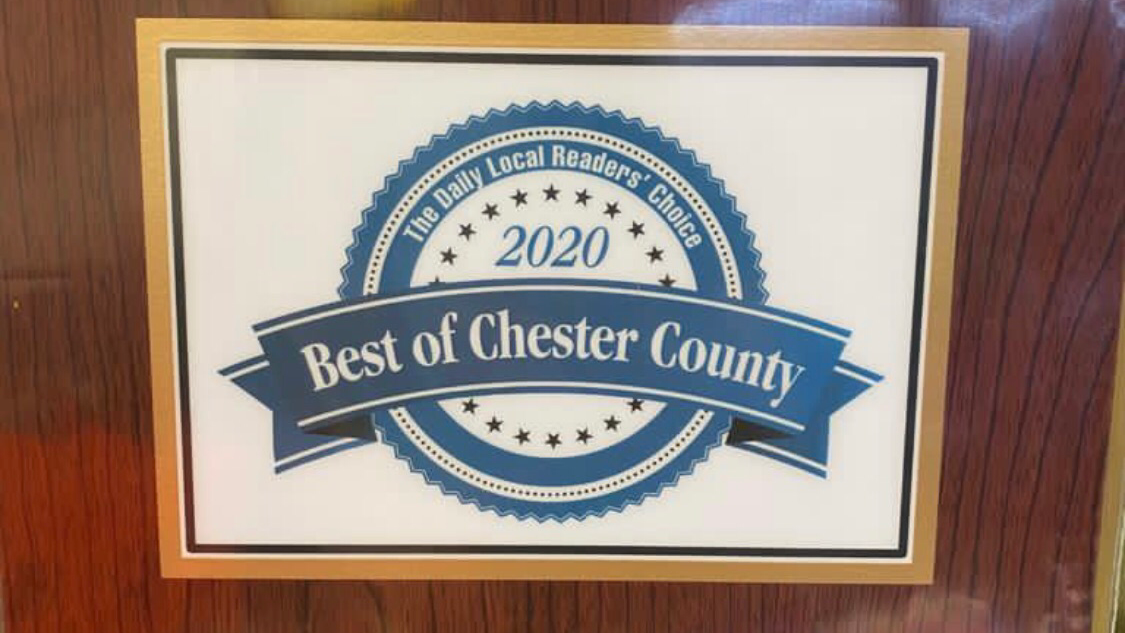 The Daily Local Readers' Choice
2020
Best of Chester County